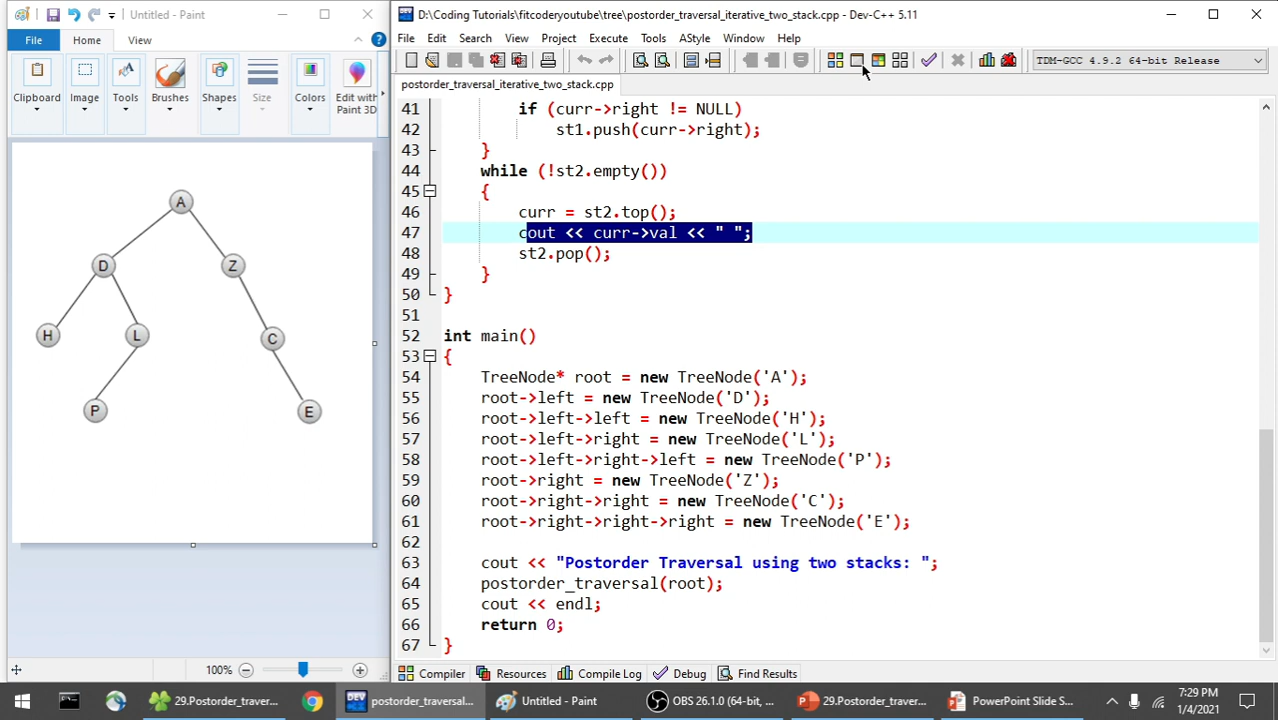 Untitled - Paint
File
Home
View
Clipboard
Image
Tools
Shapes
Size
Colors
Edit with
Paint 3D
A
D
Z
H
L
C
P
E
100%
D:\Coding Tutorials\fitcoderyoutube\tree\postorder_traversal_iterative_two_stack.cpp - Dev-C++ 5.11
File Edit Search View Project Execute Tools AStyle Window Help
TDM-GCC 4.9.2 64-bit Release
postorder_traversal_iterative_two_stack.cpp
41 if (curr->right != NULL)
42 st1.push(curr->right);
43 }
44 while (!st2.empty())
45 {
46 curr = st2.top();
47 cout << curr->val << " ";
48 st2.pop();
49 }
50 }
51
52 int main()
53 {
54 TreeNode* root = new TreeNode('A');
55 root->left = new TreeNode('D');
56 root->left->left = new TreeNode('H');
57 root->left->right = new TreeNode('L');
58 root->left->right->left = new TreeNode('P');
59 root->right = new TreeNode('Z');
60 root->right->right = new TreeNode('C');
61 root->right->right->right = new TreeNode('E');
62
63 cout << "Postorder Traversal using two stacks: ";
64 postorder_traversal(root);
65 cout << endl;
66 return 0;
67 }
Compiler Resources Compile Log Debug Find Results
29.Postorder_traver... postorder_traversal... Untitled - Paint OBS 26.1.0 (64-bit, ... 29.Postorder_traver... PowerPoint Slide S...
7:29 PM
1/4/2021